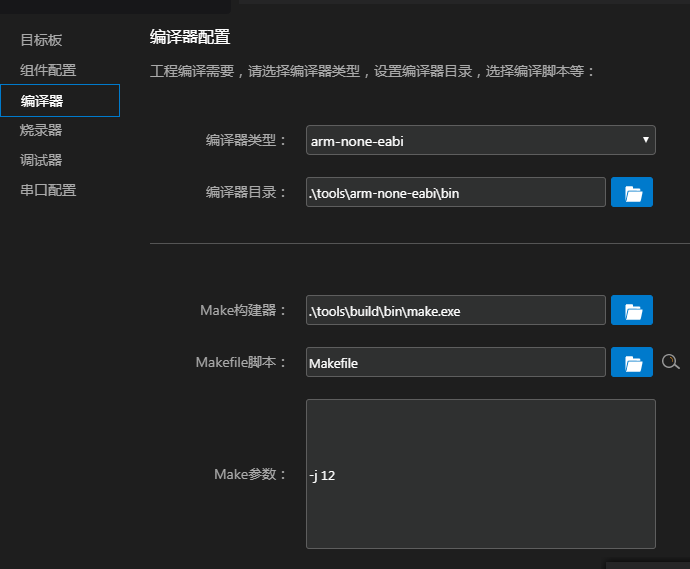 目标板
组件配置
编译器
烧录器
调试器
串口配置
编译器配置
工程编译需要，请选择编译器类型，设置编译器目录，选择编译脚本等：
编译器类型： arm-none-eabi
编译器目录： .\tools\arm-none-eabi\bin
Make构建器： .\tools\build\bin\make.exe
Makefile脚本： Makefile
Make参数： -j 12